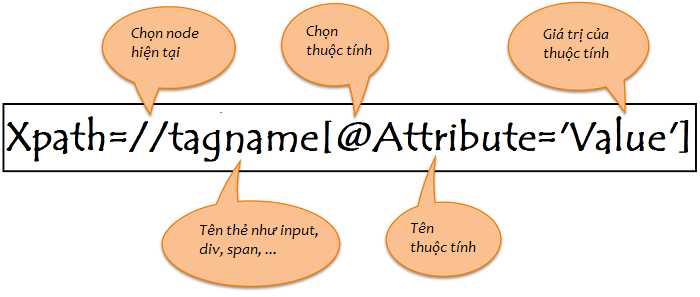 Chọn node
hiện tại
Chọn
thuộc tính
Giá trị của
thuộc tính
Xpath=//tagname[@Attribute='Value']
Tên thẻ như input,
div, span, ...
Tên
thuộc tính